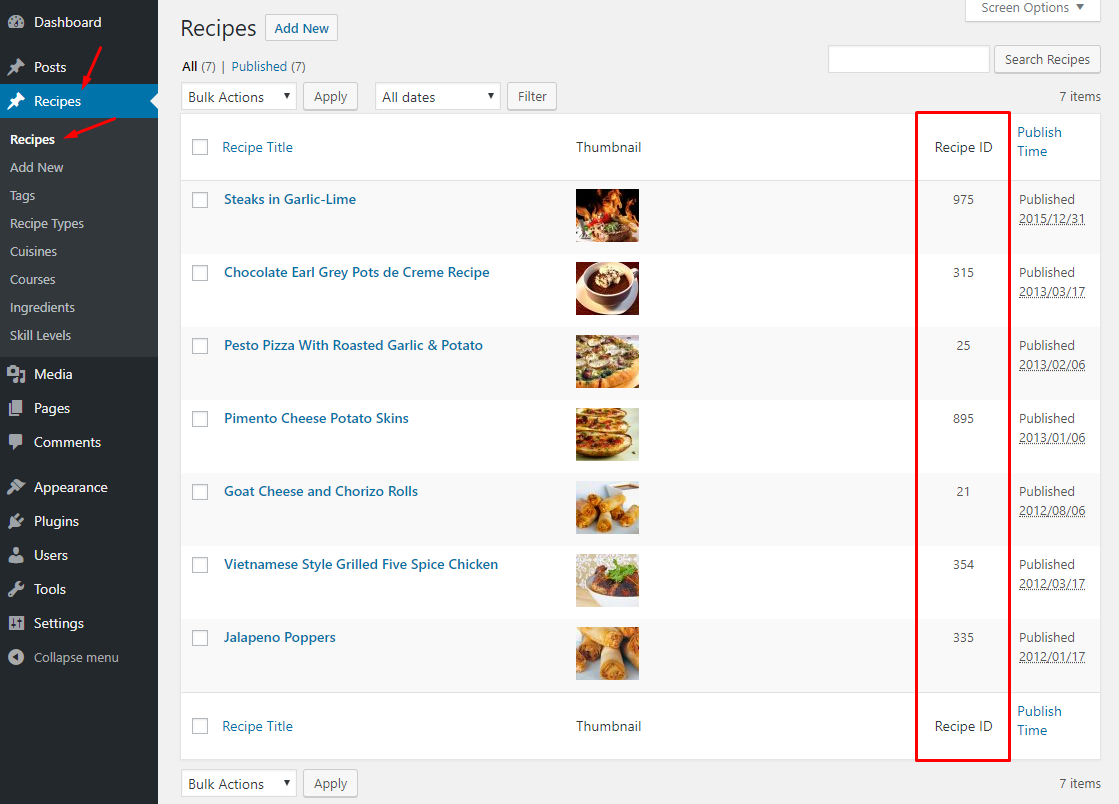 Dashboard
Posts
Recipes
Recipes
Add New
Tags
Recipe Types
Cuisines
Courses
Ingredients
Skill Levels
Media
Pages
Comments
Appearance
Plugins
Users
Tools
Settings
Collapse menu
Screen Options
Recipes Add New
All (7) | Published (7)
Search Recipes
Bulk Actions Apply All dates Filter 7 items
Recipe Title Thumbnail Recipe ID Publish
Time
Steaks in Garlic-Lime 975 Published
2015/12/31
Chocolate Earl Grey Pots de Creme Recipe 315 Published
2013/03/17
Pesto Pizza With Roasted Garlic & Potato 25 Published
2013/02/06
Pimento Cheese Potato Skins 895 Published
2013/01/06
Goat Cheese and Chorizo Rolls 21 Published
2012/08/06
Vietnamese Style Grilled Five Spice Chicken 354 Published
2012/03/17
Jalapeno Poppers 335 Published
2012/01/17
Recipe Title Thumbnail Recipe ID Publish
Time
Bulk Actions Apply 7 items